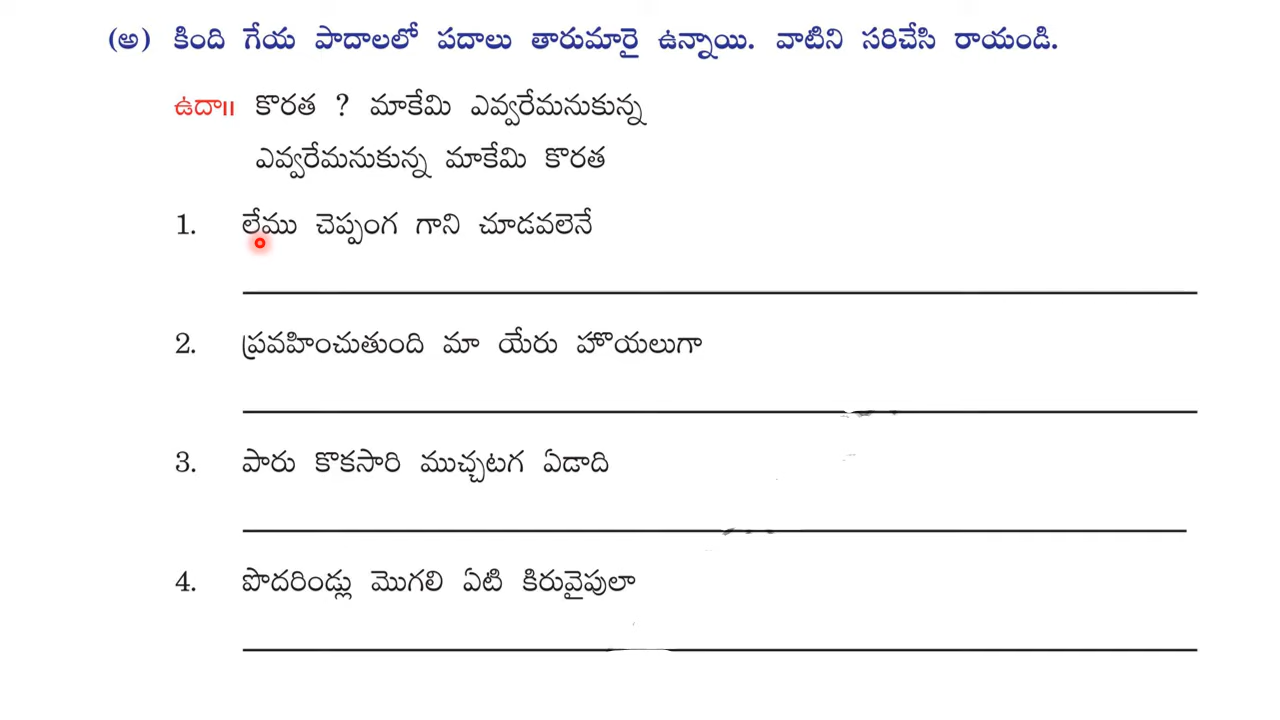 (అ) కింది గేయ పాదాలలో పదాలు తారుమారై ఉన్నాయి. వాటిని సరిచేసి రాయండి.
ఉదా॥ కొరత ? మాకేమి ఎవ్వరేమనుకున్న
ఎవ్వరేమనుకున్న మాకేమి కొరత
1. లేము చెప్పంగ గాని చూడవలెనే
2. ప్రవహించుతుంది మా యేరు హొయలుగా
3. పారు కొకసారి ముచ్చటగ ఏడాది
4. పొదరిండ్లు మొగలి ఏటి కిరువైపులా